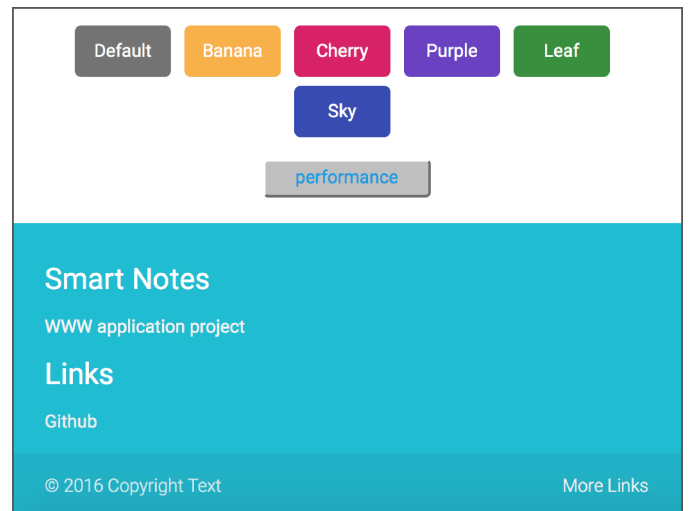 Default Banana Cherry Purple Leaf
Sky
performance
Smart Notes
WWW application project
Links
Github
© 2016 Copyright Text More Links